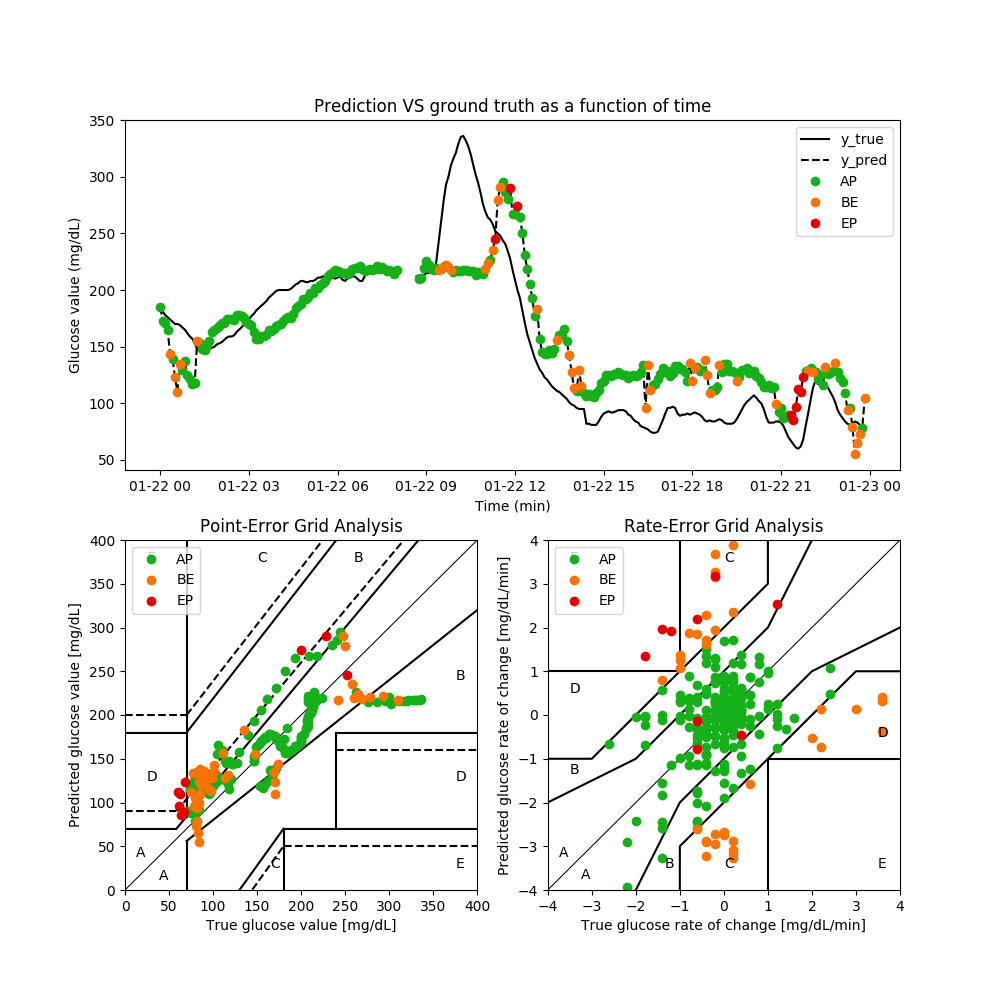 Prediction VS ground truth as a function of time
350
300
250
200
150
100
50
Glucose value (mg/dL)
y_true
y_pred
AP
BE
EP
01-22 00 01-22 03 01-22 06 01-22 09 01-22 12 01-22 15 01-22 18 01-22 21 01-23 00
Time (min)
Point-Error Grid Analysis
400
350
300
250
200
150
100
50
0
Predicted glucose value [mg/dL]
AP
BE
EP
C
B
B
D
D
A
A
C
E
0 50 100 150 200 250 300 350 400
True glucose value [mg/dL]
Rate-Error Grid Analysis
4
3
2
1
0
−1
−2
−3
−4
Predicted glucose rate of change [mg/dL/min]
AP
BE
EP
C
D
D
B
A
A
B
C
E
−4 −3 −2 −1 0 1 2 3 4
True glucose rate of change [mg/dL/min]